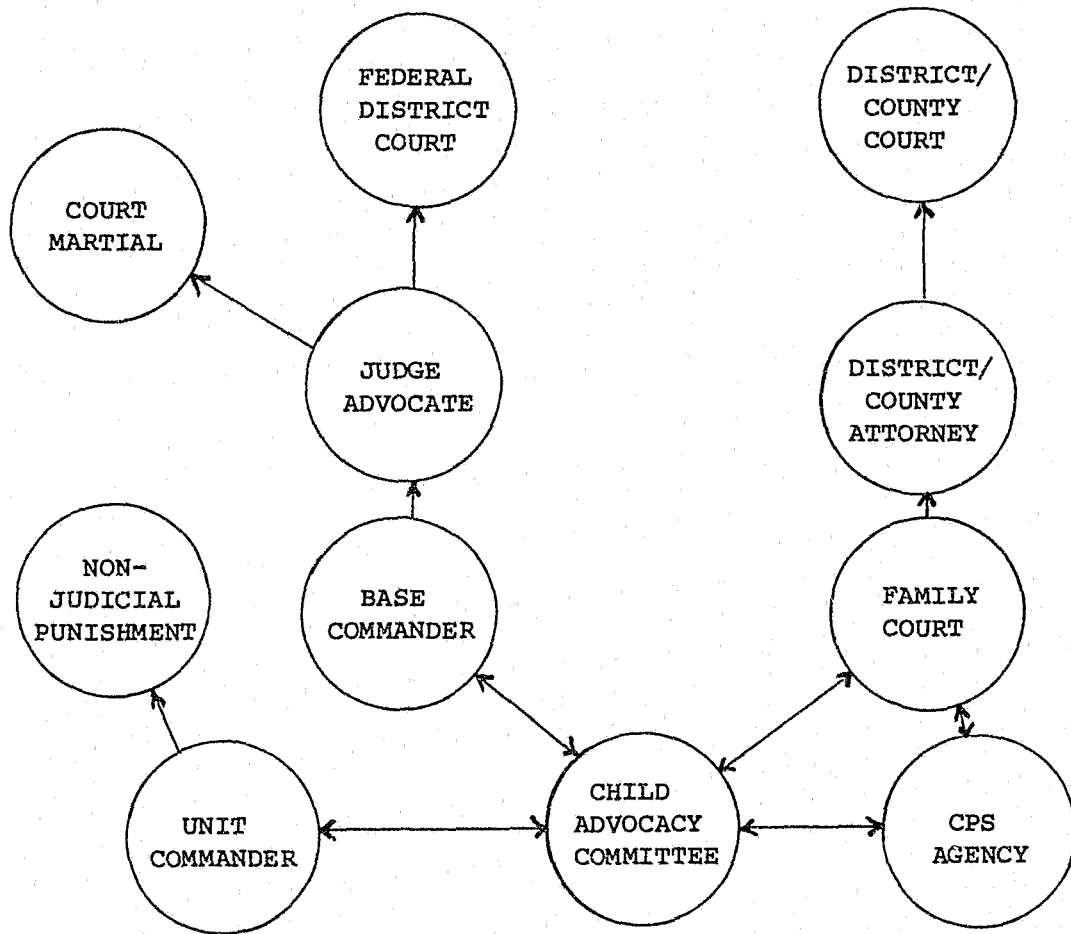 FEDERAL
DISTRICT
COURT
DISTRICT/
COUNTY
COURT
COURT
MARTIAL
JUDGE
ADVOCATE
DISTRICT/
COUNTY
ATTORNEY
NON-
JUDICIAL
PUNISHMENT
BASE
COMMANDER
FAMILY
COURT
UNIT
COMMANDER
CHILD
ADVOCACY
COMMITTEE
CPS
AGENCY